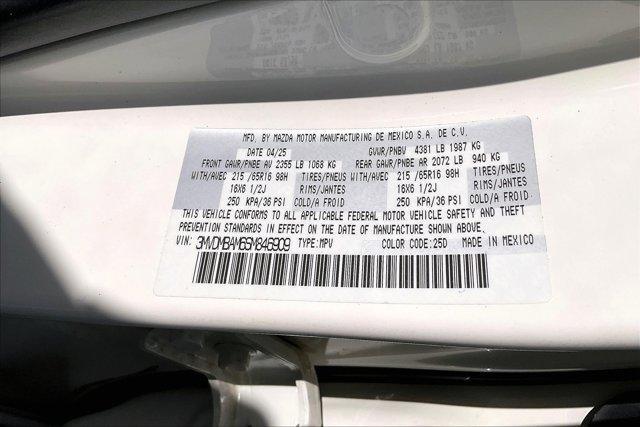 MFD. BY MAZDA MOTOR MANUFACTURING DE MEXICO S.A. DE C.V.
DATE 04/25 GVWR/PNBV 4381 LB 1987 KG
FRONT GAWR/PNBE AV 2355 LB 1068 KG REAR GAWR/PNBE AR 2072 LB 940 KG
WITH/AVEC 215 /65R16 98H TIRES/PNEUS WITH/AVEC 215 /65R16 98H TIRES/PNEUS
16X6 1/2J RIMS/JANTES 16X6 1/2J RIMS/JANTES
250 KPA/36 PSI COLD/A FROID 250 KPA/36 PSI COLD/A FROID
THIS VEHICLE CONFORMS TO ALL APPLICABLE FEDERAL MOTOR VEHICLE SAFETY AND THEFT
PREVENTION STANDARDS IN EFFECT ON THE DATE OF MANUFACTURE SHOWN ABOVE.
VIN: 3MVDMBAM6SM846909 TYPE:MPV COLOR CODE:25D MADE IN MEXICO